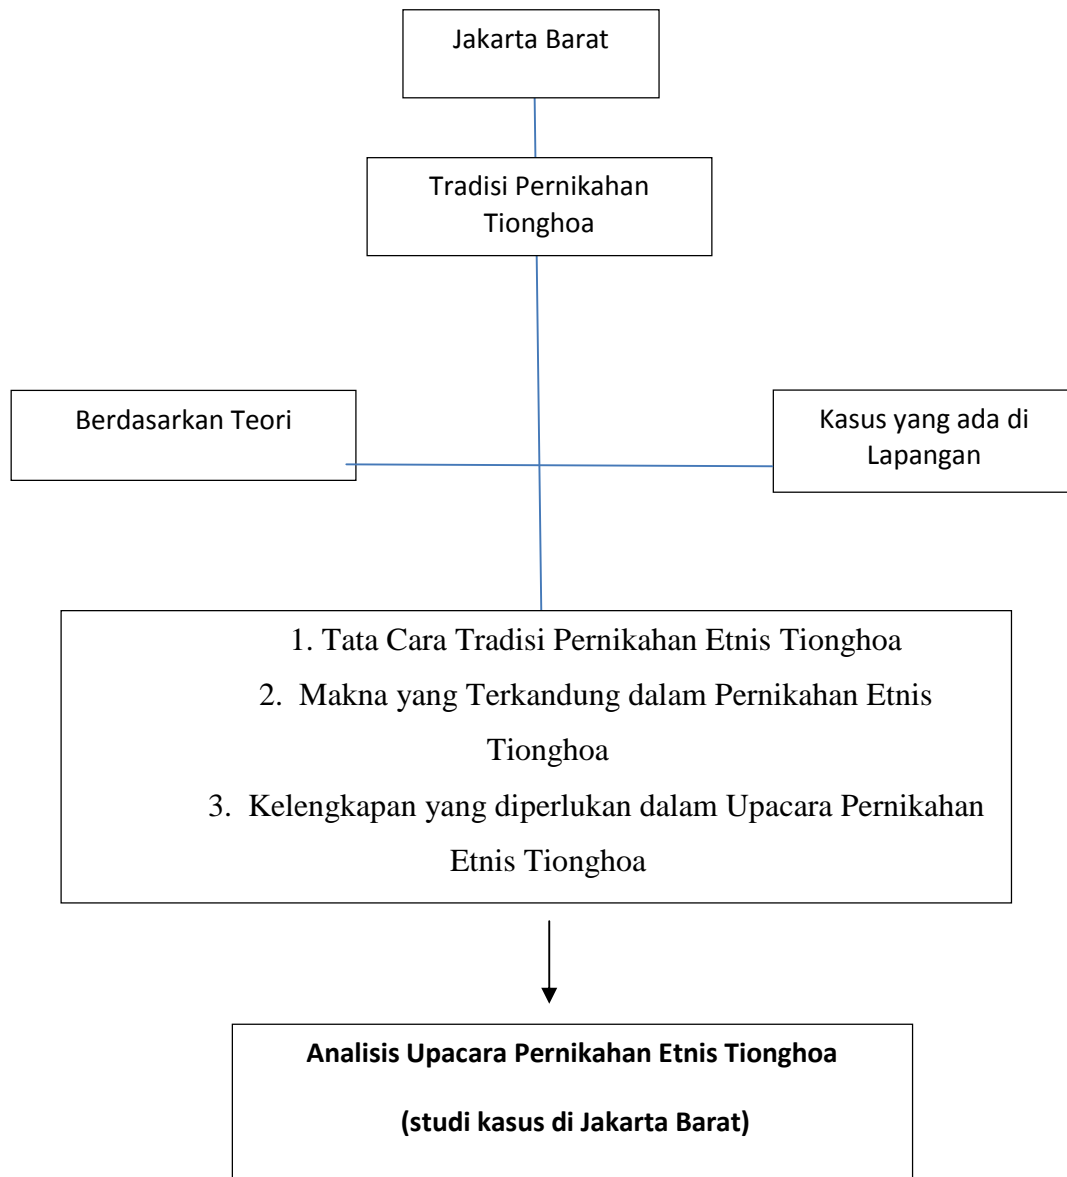 Jakarta Barat
Tradisi Pernikahan
Tionghoa
Berdasarkan Teori
Kasus yang ada di
Lapangan
1. Tata Cara Tradisi Pernikahan Etnis Tionghoa
2. Makna yang Terkandung dalam Pernikahan Etnis
Tionghoa
3. Kelengkapan yang diperlukan dalam Upacara Pernikahan
Etnis Tionghoa
Analisis Upacara Pernikahan Etnis Tionghoa
(studi kasus di Jakarta Barat)